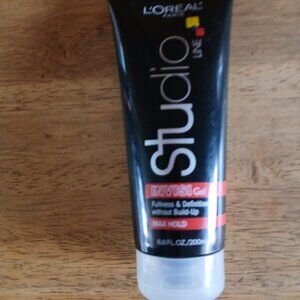 L'ORÉAL
PARIS
Studio
LINE
INVISI Gel
Fullness & Definition
without Build-Up
MAX HOLD
6.8 FL.OZ./200mL